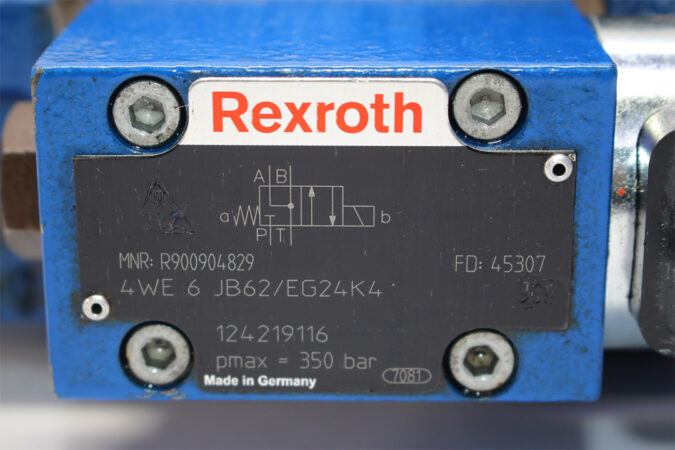 Rexroth
A B
a b
P T
MNR: R900904829 FD: 45307
4WE 6 JB62/EG24K4
124219116
pmax = 350 bar
Made in Germany 7081